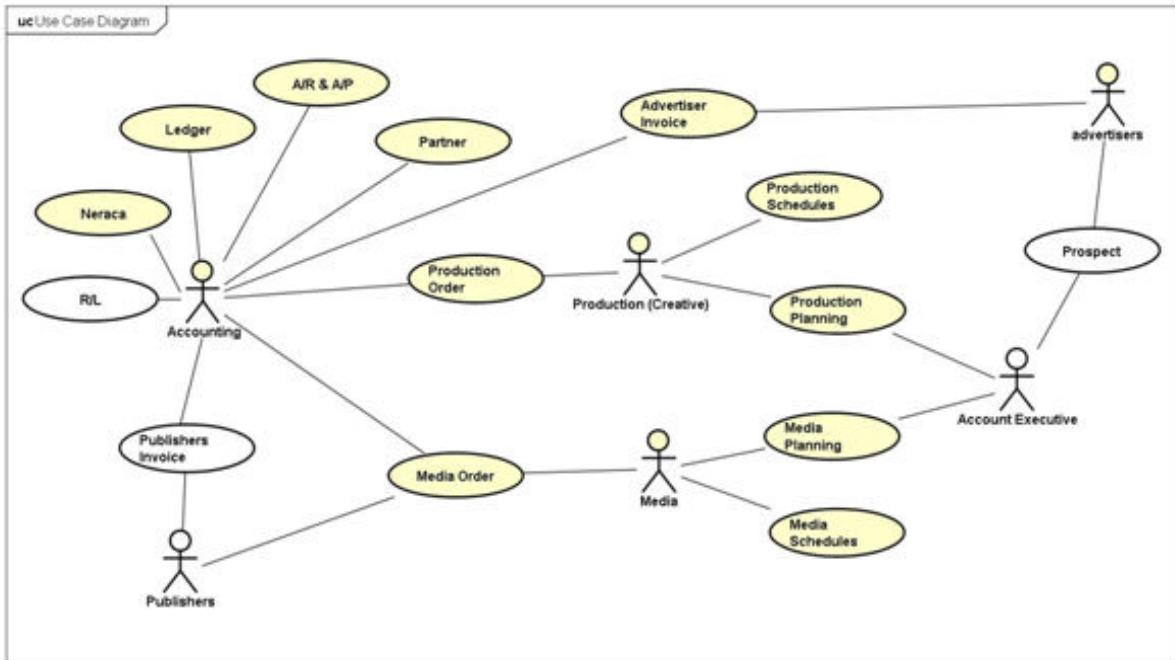 uc Use Case Diagram
A/R & A/P
Ledger
Partner
Advertiser
Invoice
advertisers
Neraca
Production
Schedules
Prospect
R/L
Accounting
Production
Order
Production (Creative)
Production
Planning
Account Executive
Publishers
Invoice
Media Order
Media
Media
Planning
Media
Schedules
Publishers